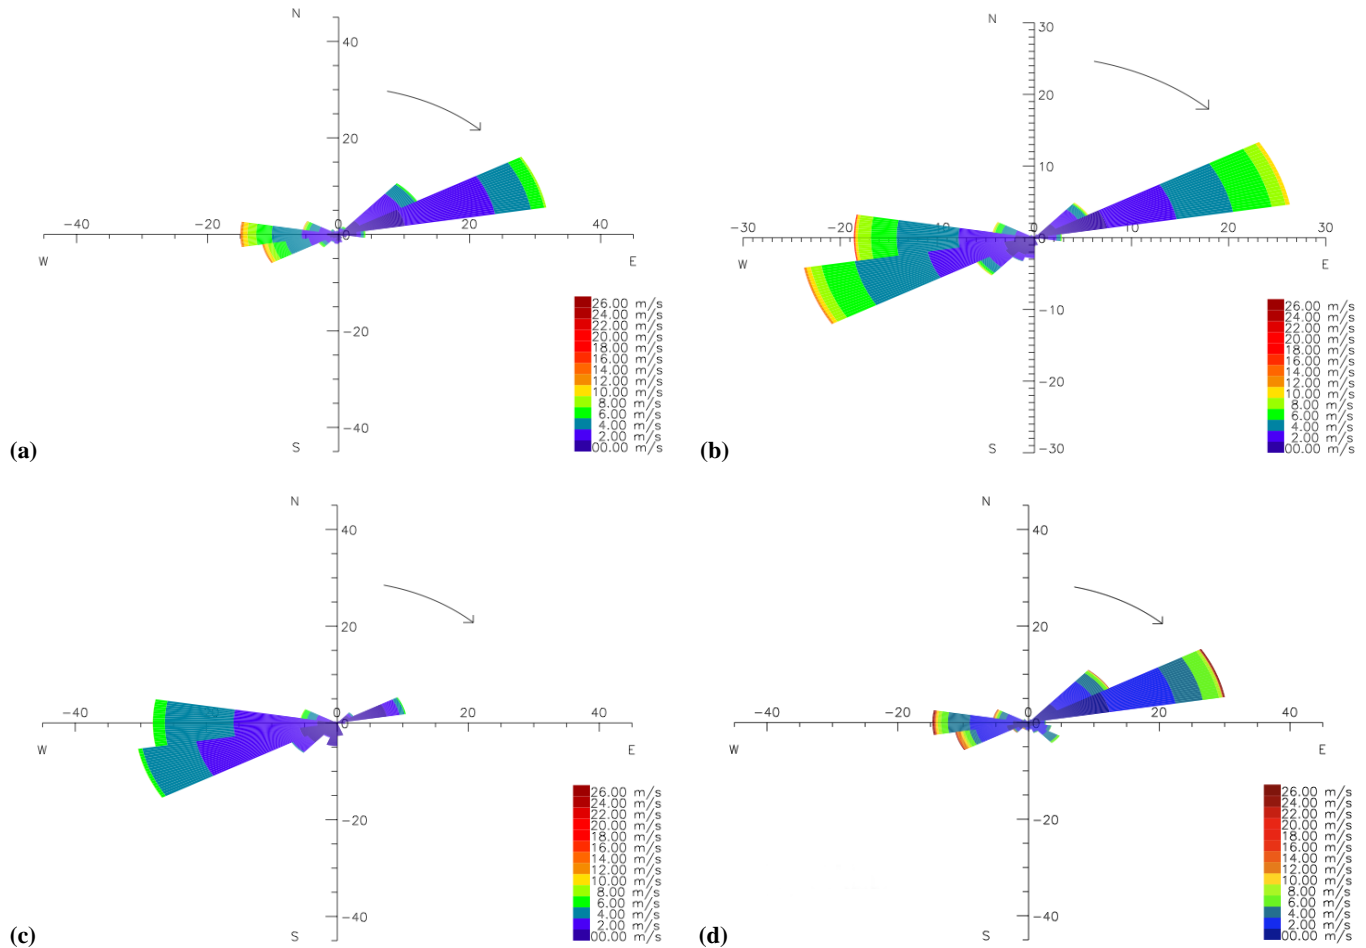 N
40
20
−40
−20
0
20
40
W
E
−20
−40
S
26.00 m/s
24.00 m/s
22.00 m/s
20.00 m/s
18.00 m/s
16.00 m/s
14.00 m/s
12.00 m/s
10.00 m/s
8.00 m/s
6.00 m/s
4.00 m/s
2.00 m/s
00.00 m/s
(a)
N
30
20
10
−30
−20
−10
0
10
20
30
W
E
−10
−20
−30
S
26.00 m/s
24.00 m/s
22.00 m/s
20.00 m/s
18.00 m/s
16.00 m/s
14.00 m/s
12.00 m/s
10.00 m/s
8.00 m/s
6.00 m/s
4.00 m/s
2.00 m/s
00.00 m/s
(b)
N
40
20
−40
−20
0
20
40
W
E
−20
−40
S
26.00 m/s
24.00 m/s
22.00 m/s
20.00 m/s
18.00 m/s
16.00 m/s
14.00 m/s
12.00 m/s
10.00 m/s
8.00 m/s
6.00 m/s
4.00 m/s
2.00 m/s
00.00 m/s
(c)
N
40
20
−40
−20
0
20
40
W
E
−20
−40
S
26.00 m/s
24.00 m/s
22.00 m/s
20.00 m/s
18.00 m/s
16.00 m/s
14.00 m/s
12.00 m/s
10.00 m/s
8.00 m/s
6.00 m/s
4.00 m/s
2.00 m/s
00.00 m/s
(d)